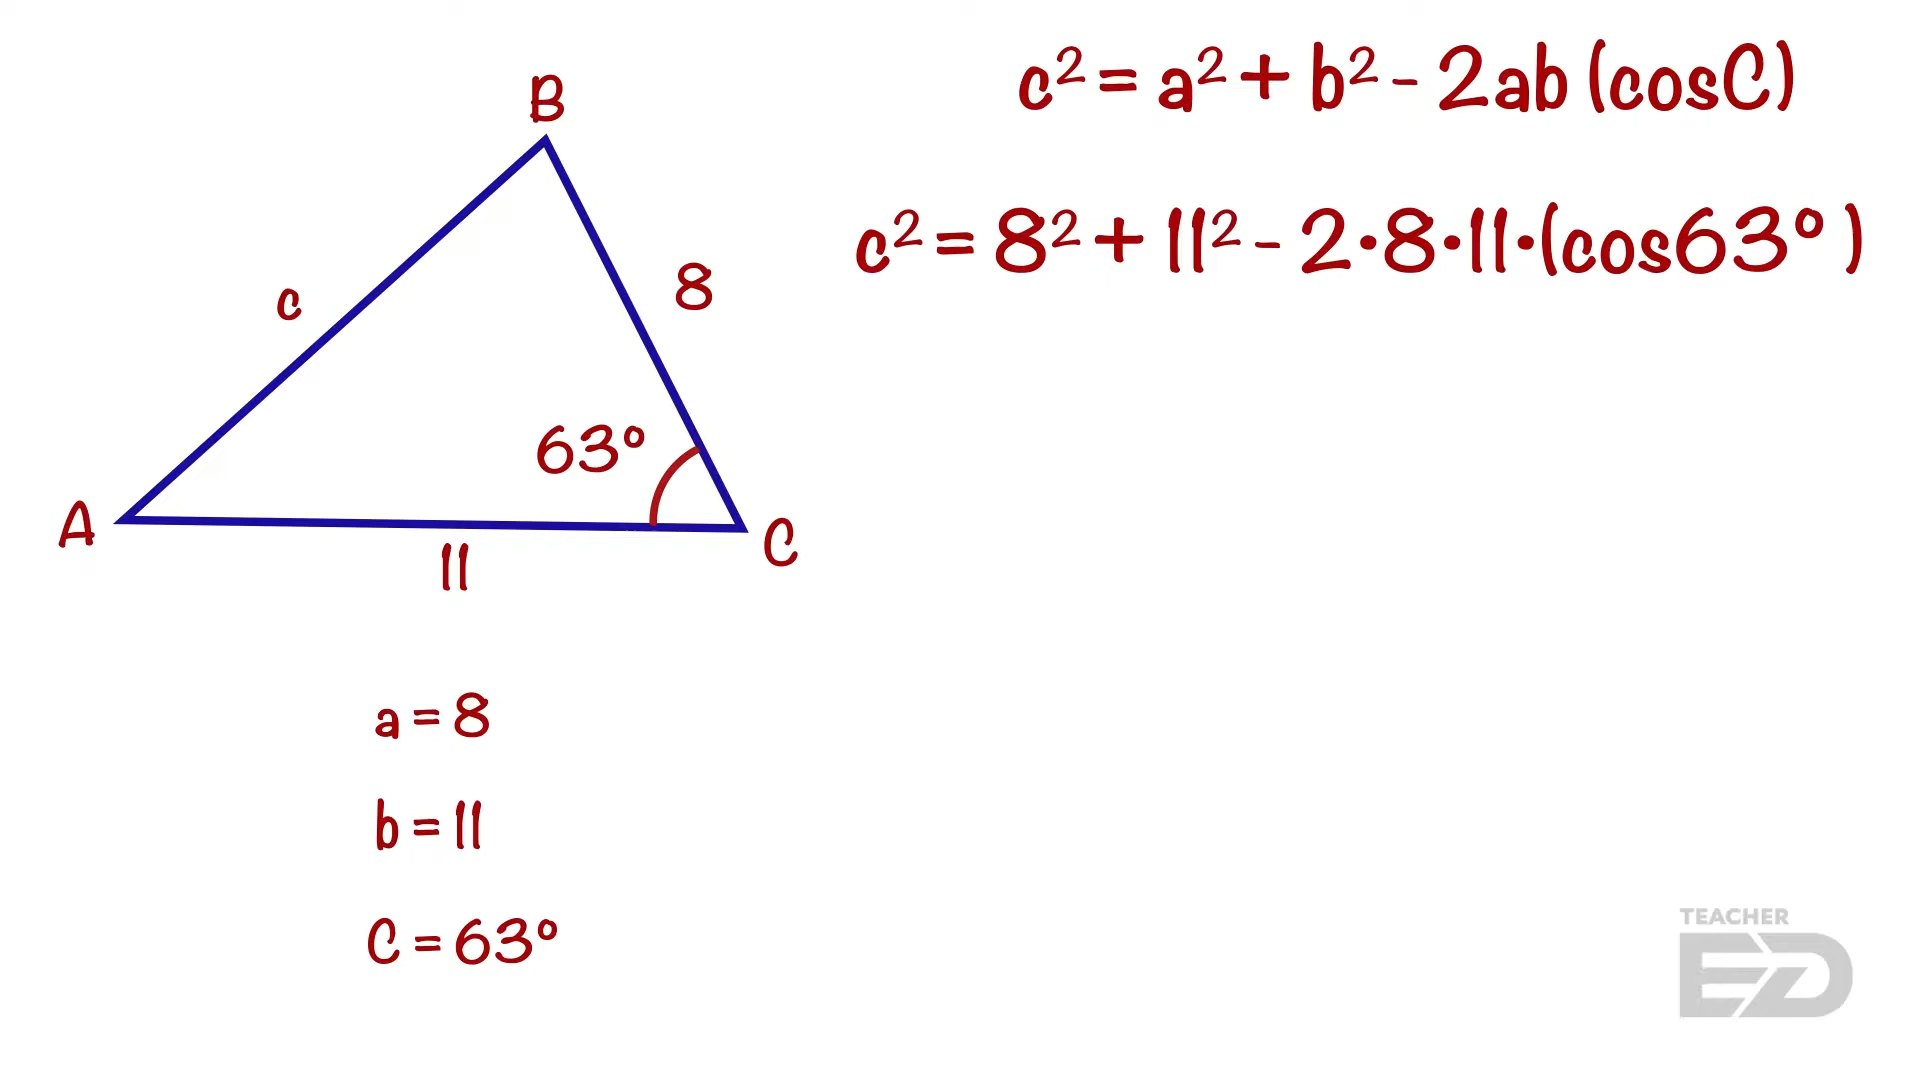 B
c² = a² + b² - 2ab (cosC)
c² = 8² + 11² - 2·8·11·(cos63°)
c
8
63°
A
C
11
a = 8
b = 11
C = 63°
TEACHER
ED